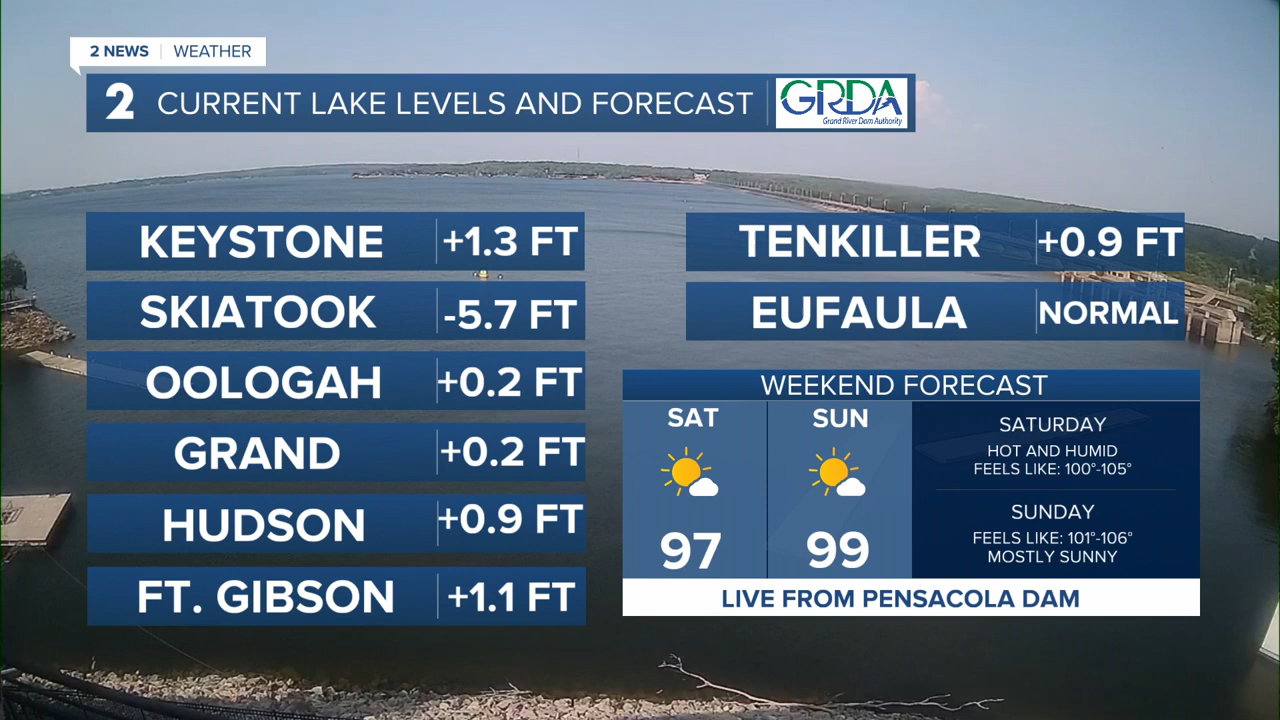 2 NEWS | WEATHER
2 CURRENT LAKE LEVELS AND FORECAST
GRDA
Grand River Dam Authority
KEYSTONE +1.3 FT
SKIATOOK -5.7 FT
OOLOGAH +0.2 FT
GRAND +0.2 FT
HUDSON +0.9 FT
FT. GIBSON +1.1 FT
TENKILLER +0.9 FT
EUFAULA NORMAL
WEEKEND FORECAST
SAT SUN
97 99
SATURDAY
HOT AND HUMID
FEELS LIKE: 100°-105°
SUNDAY
FEELS LIKE: 101°-106°
MOSTLY SUNNY
LIVE FROM PENSACOLA DAM